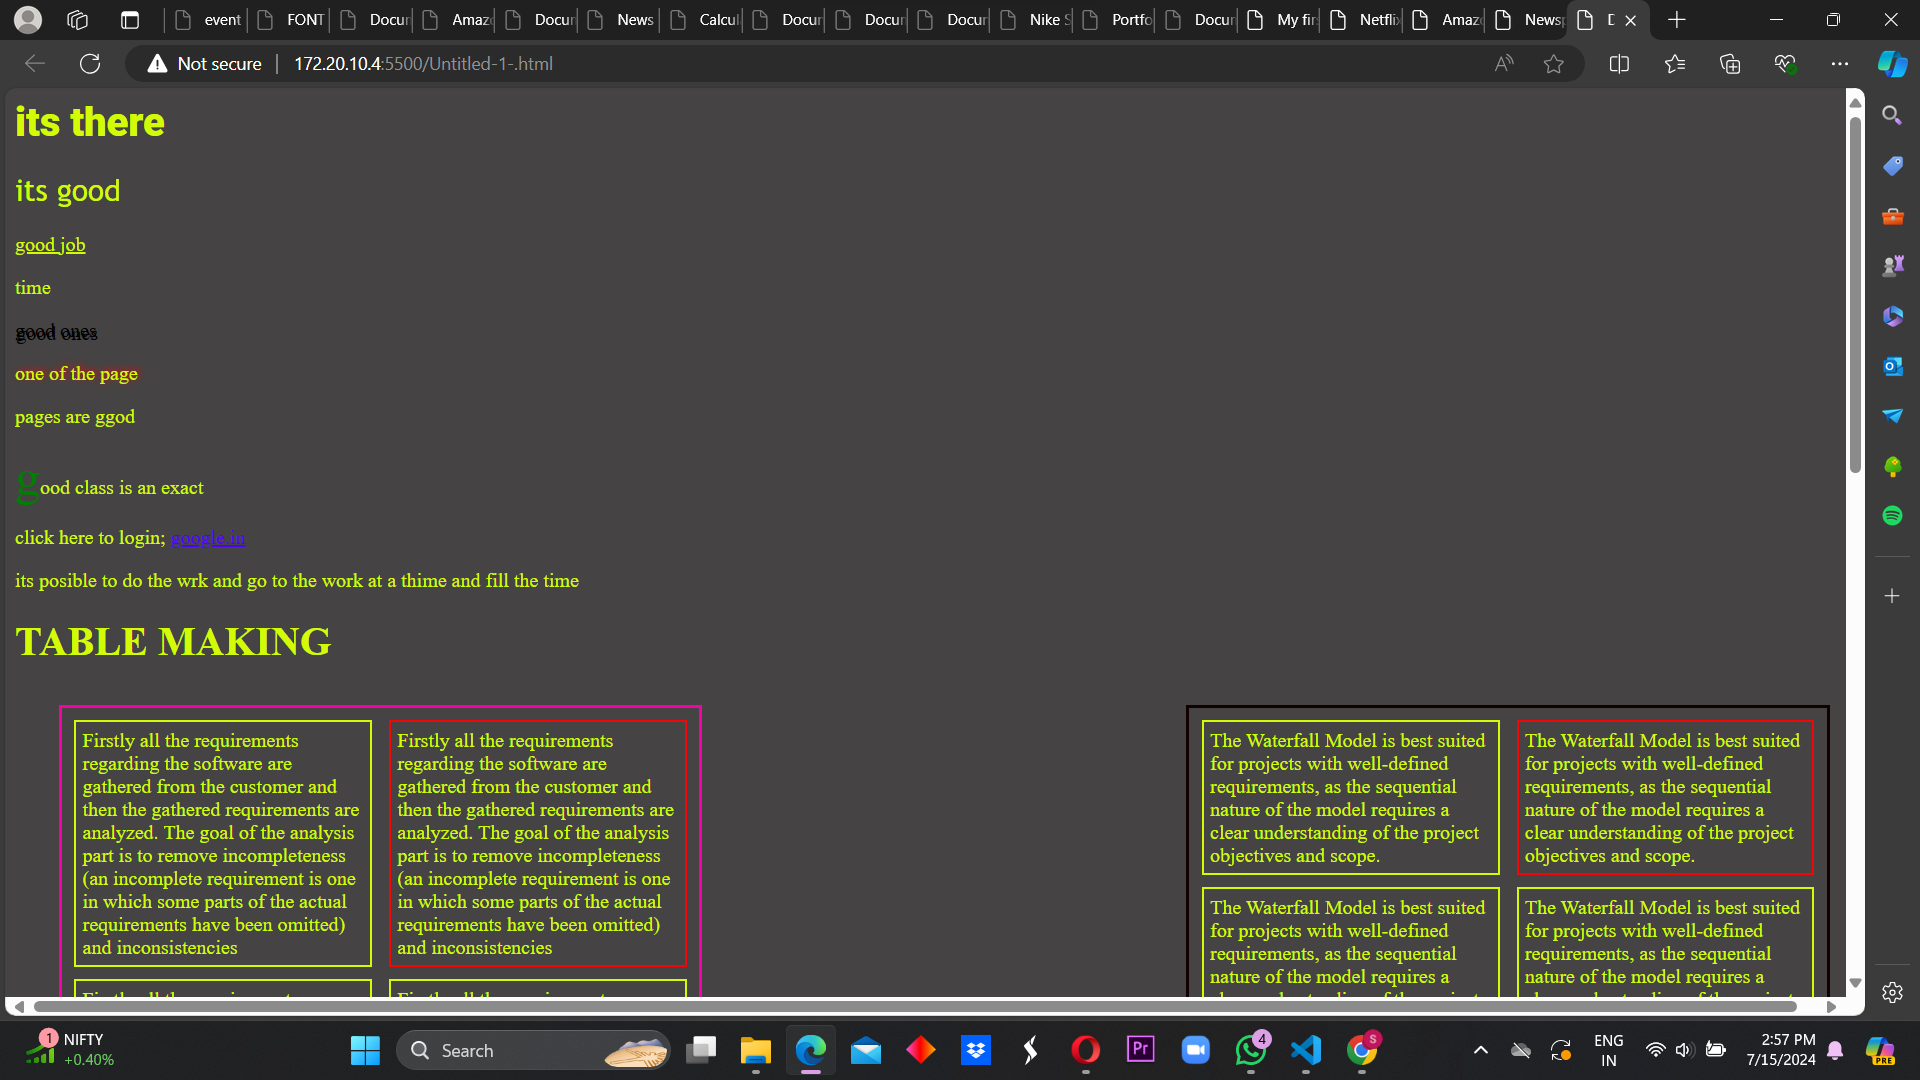 event
FONT
Docur
Amaz
Docur
News
Calcul
Docur
Docur
Docur
Nike S
Portfo
Docur
My fir
Netflix
Amaz
Newsp
D
Not secure
172.20.10.4:5500/Untitled-1-.html
its there
its good
good job
time
good ones
one of the page
pages are ggod
good class is an exact
click here to login; google.in
its posible to do the wrk and go to the work at a thime and fill the time
TABLE MAKING
Firstly all the requirements
regarding the software are
gathered from the customer and
then the gathered requirements are
analyzed. The goal of the analysis
part is to remove incompleteness
(an incomplete requirement is one
in which some parts of the actual
requirements have been omitted)
and inconsistencies
Firstly all the requirements
regarding the software are
gathered from the customer and
then the gathered requirements are
analyzed. The goal of the analysis
part is to remove incompleteness
(an incomplete requirement is one
in which some parts of the actual
requirements have been omitted)
and inconsistencies
The Waterfall Model is best suited
for projects with well-defined
requirements, as the sequential
nature of the model requires a
clear understanding of the project
objectives and scope.
The Waterfall Model is best suited
for projects with well-defined
requirements, as the sequential
nature of the model requires a
clear understanding of the project
objectives and scope.
The Waterfall Model is best suited
for projects with well-defined
requirements, as the sequential
nature of the model requires a
The Waterfall Model is best suited
for projects with well-defined
requirements, as the sequential
nature of the model requires a
1
NIFTY
+0.40%
Search
Pr
4
S
ENG
IN
2:57 PM
7/15/2024
PRE